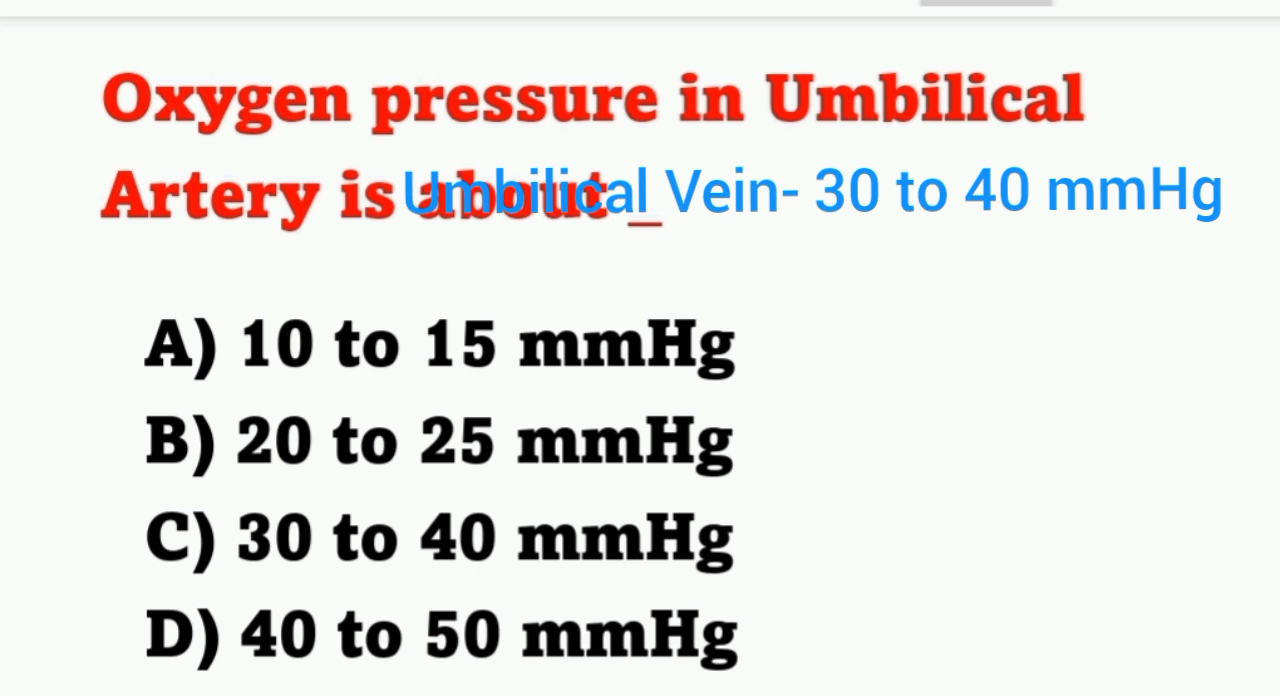 Oxygen pressure in Umbilical
Artery is about_ Umbilical Vein- 30 to 40 mmHg
A) 10 to 15 mmHg
B) 20 to 25 mmHg
C) 30 to 40 mmHg
D) 40 to 50 mmHg